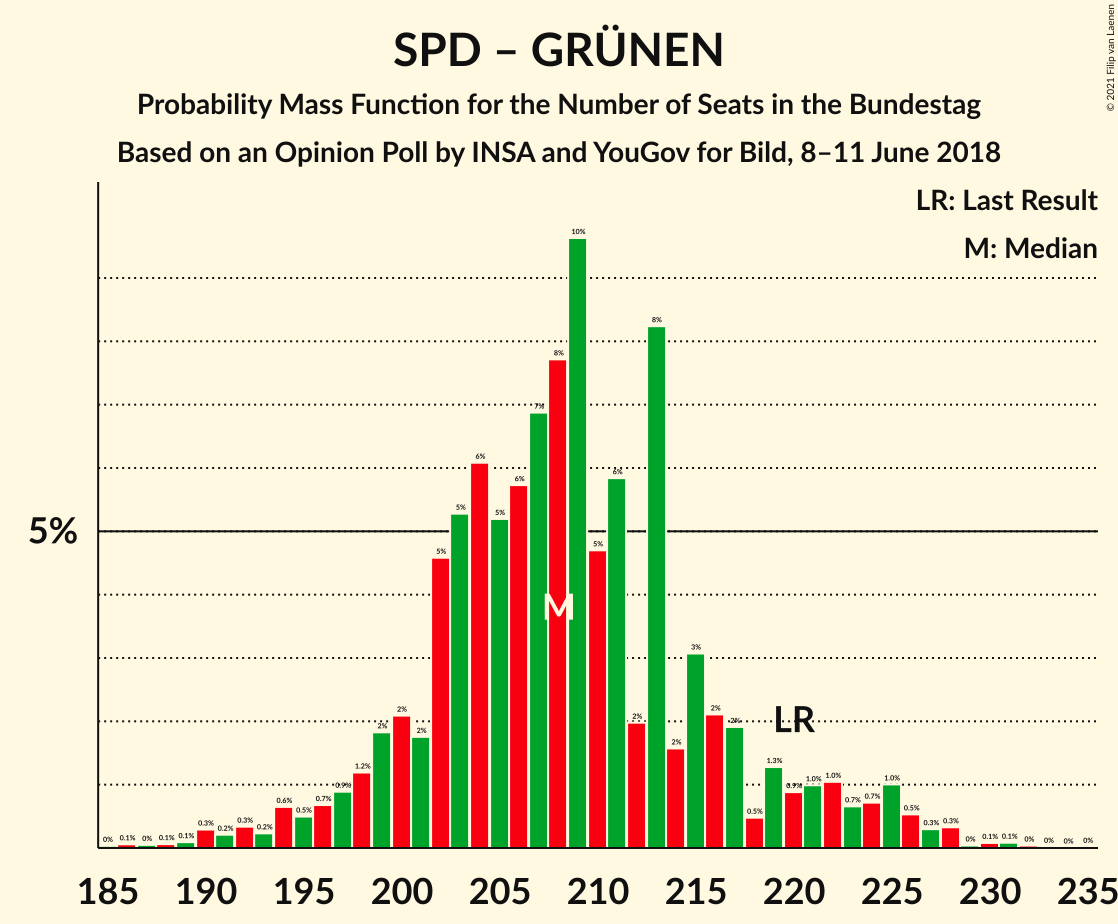 SPD – GRÜNEN
Probability Mass Function for the Number of Seats in the Bundestag
Based on an Opinion Poll by INSA and YouGov for Bild, 8–11 June 2018
© 2021 Filip van Laenen
LR: Last Result
M: Median
5%
0% 0.1% 0% 0.1% 0.1% 0.3% 0.2% 0.3% 0.2% 0.6% 0.5% 0.7% 0.9% 1.2% 2% 2% 2% 5% 5% 6% 5% 6% 7% 8% 10% 5% 6% 2% 8% 2% 3% 2% 2% 0.5% 1.3% 0.9% 1.0% 1.0% 0.7% 0.7% 1.0% 0.5% 0.3% 0.3% 0% 0.1% 0.1% 0% 0% 0% 0%
M
LR
185 190 195 200 205 210 215 220 225 230 235